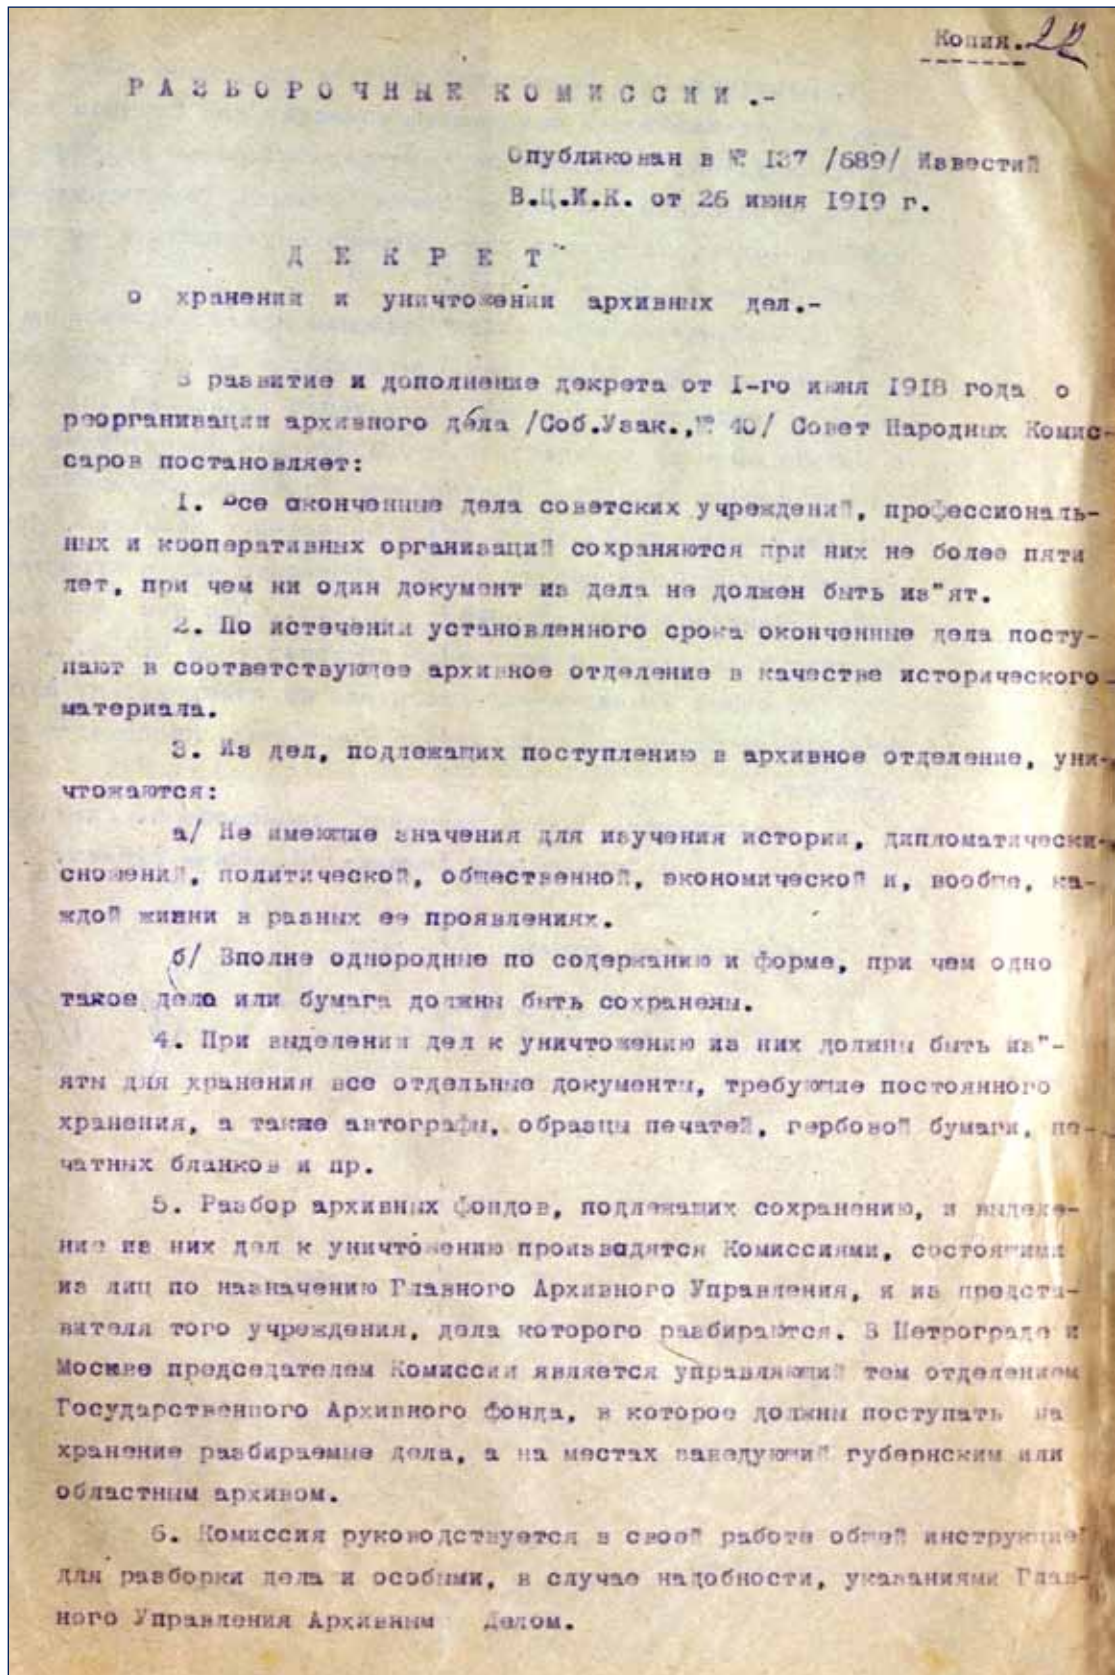 Копия. 22
РАЗБОРОЧНЫЕ КОМИССИИ.-
Опубликован в № 137 /689/ Известий
В.Ц.И.К. от 26 июня 1919 г.
ДЕКРЕТ
о хранении и уничтожении архивных дел.-
В развитие и дополнение декрета от I-го июня 1918 года о
реорганизации архивного дела /Соб.Узак.,№ 40/ Совет Народных Комис-
саров постановляет:
1. Все оконченные дела советских учреждений, профессиональ-
ных и кооперативных организаций сохраняются при них не более пяти
лет, при чем ни один документ из дела не должен быть из"ят.
2. По истечении установленного срока оконченные дела посту-
пают в соответствующее архивное отделение в качестве исторического
материала.
3. Из дел, подлежащих поступлению в архивное отделение, уни-
чтожаются:
а/ Не имеющие значения для изучения истории, дипломатически-
сношений, политической, общественной, экономической и, вообще, ка-
ждой жизни в разных ее проявлениях.
б/ Вполне однородные по содержанию и форме, при чем одно
такое дело или бумага должны быть сохранены.
4. При выделении дел к уничтожению из них должны быть из"-
яты для хранения все отдельные документы, требующие постоянного
хранения, а также автографы, образцы печатей, гербовой бумаги, пе-
чатных бланков и пр.
5. Разбор архивных фондов, подлежащих сохранению, и выделе-
ние из них дел к уничтожению производятся Комиссиями, состоящими
из лиц по назначению Главного Архивного Управления, и из предста-
вителя того учреждения, дела которого разбираются. В Петрограде и
Москве председателем Комиссии является управляющий тем отделением
Государственного Архивного фонда, в которое должны поступать на
хранение разбираемые дела, а на местах заведующий губернским или
областным архивом.
6. Комиссия руководствуется в своей работе общей инструкцией
для разборки дела и особыми, в случае надобности, указаниями Глав-
ного Управления Архивным Делом.